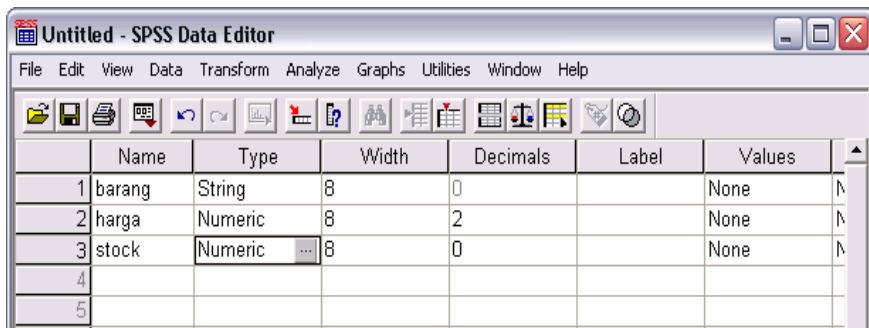 SPSS
Untitled - SPSS Data Editor
File Edit View Data Transform Analyze Graphs Utilities Window Help
Name Type Width Decimals Label Values
1 barang String 8 0 None N
2 harga Numeric 8 2 None N
3 stock Numeric ... 8 0 None N
4
5